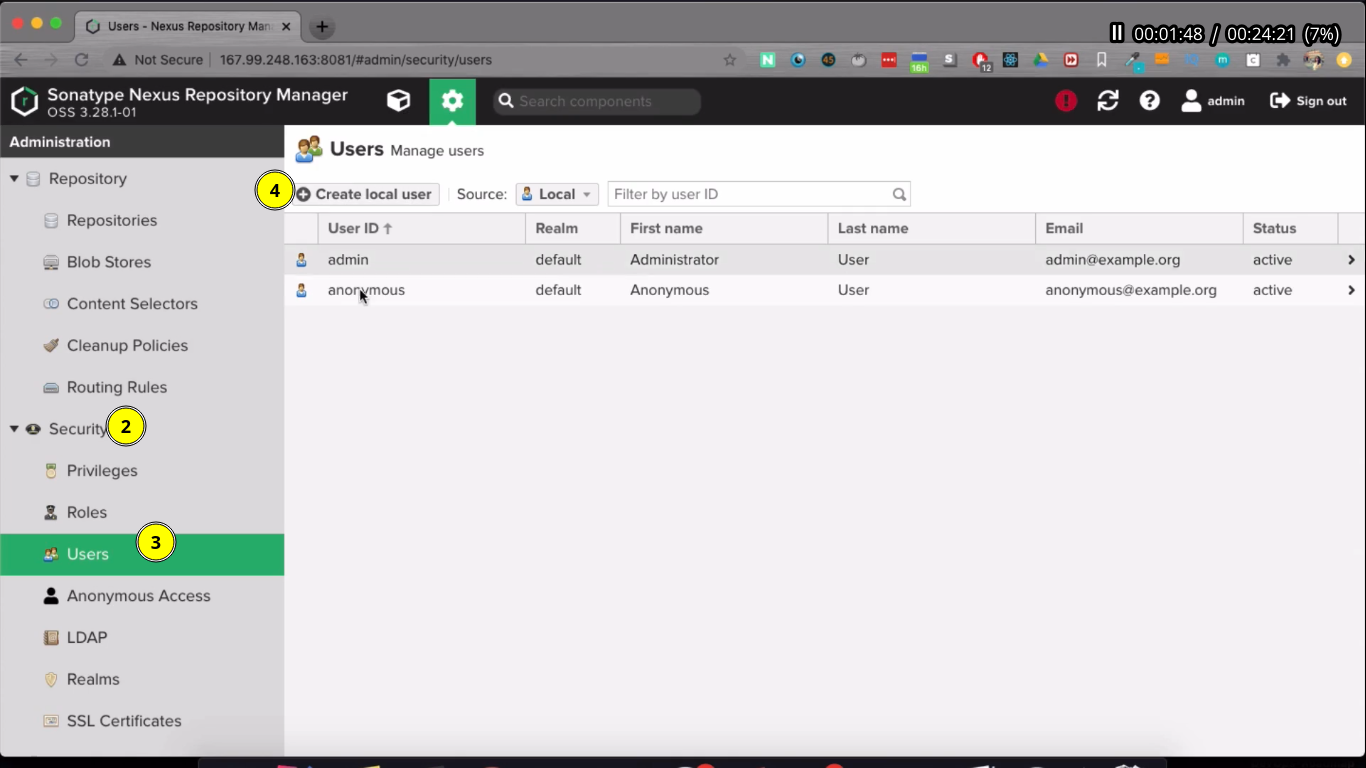 Users - Nexus Repository Man
00:01:48 / 00:24:21 (7%)
Not Secure 167.99.248.163:8081/#admin/security/users
Sonatype Nexus Repository Manager
OSS 3.28.1-01
Search components
admin
Sign out
Administration
Repository
Repositories
Blob Stores
Content Selectors
Cleanup Policies
Routing Rules
Security 2
Privileges
Roles
Users 3
Anonymous Access
LDAP
Realms
SSL Certificates
Users Manage users
4 Create local user Source: Local Filter by user ID
User ID Realm First name Last name Email Status
admin default Administrator User admin@example.org active
anonymous default Anonymous User anonymous@example.org active